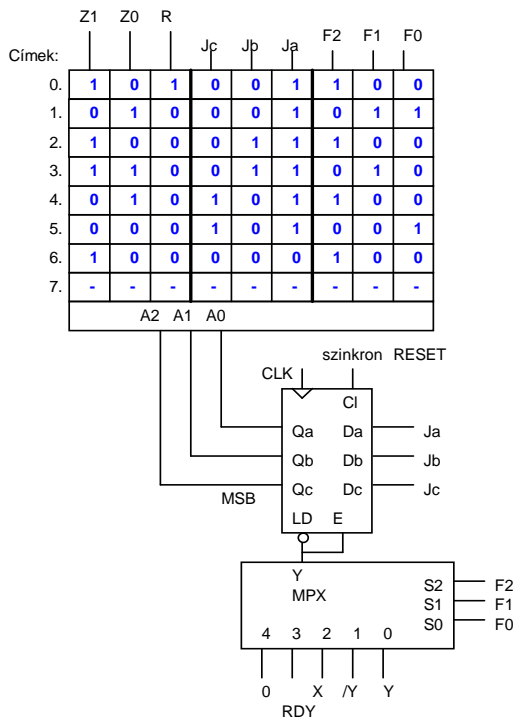 Z1 Z0 R
Jc Jb Ja F2 F1 F0
Címek:
0. 1 0 1 0 0 1 1 0 0
1. 0 1 0 0 0 1 0 1 1
2. 1 0 0 0 1 1 1 0 0
3. 1 1 0 0 1 1 0 1 0
4. 0 1 0 1 0 1 1 0 0
5. 0 0 0 1 0 1 0 0 1
6. 1 0 0 0 0 0 1 0 0
7. - - - - - - - - -
A2 A1 A0
szinkron RESET
CLK
Cl
Qa Da Ja
Qb Db Jb
Qc Dc Jc
MSB
LD E
Y
MPX
S2 F2
S1 F1
S0 F0
4 3 2 1 0
0 X /Y Y
RDY